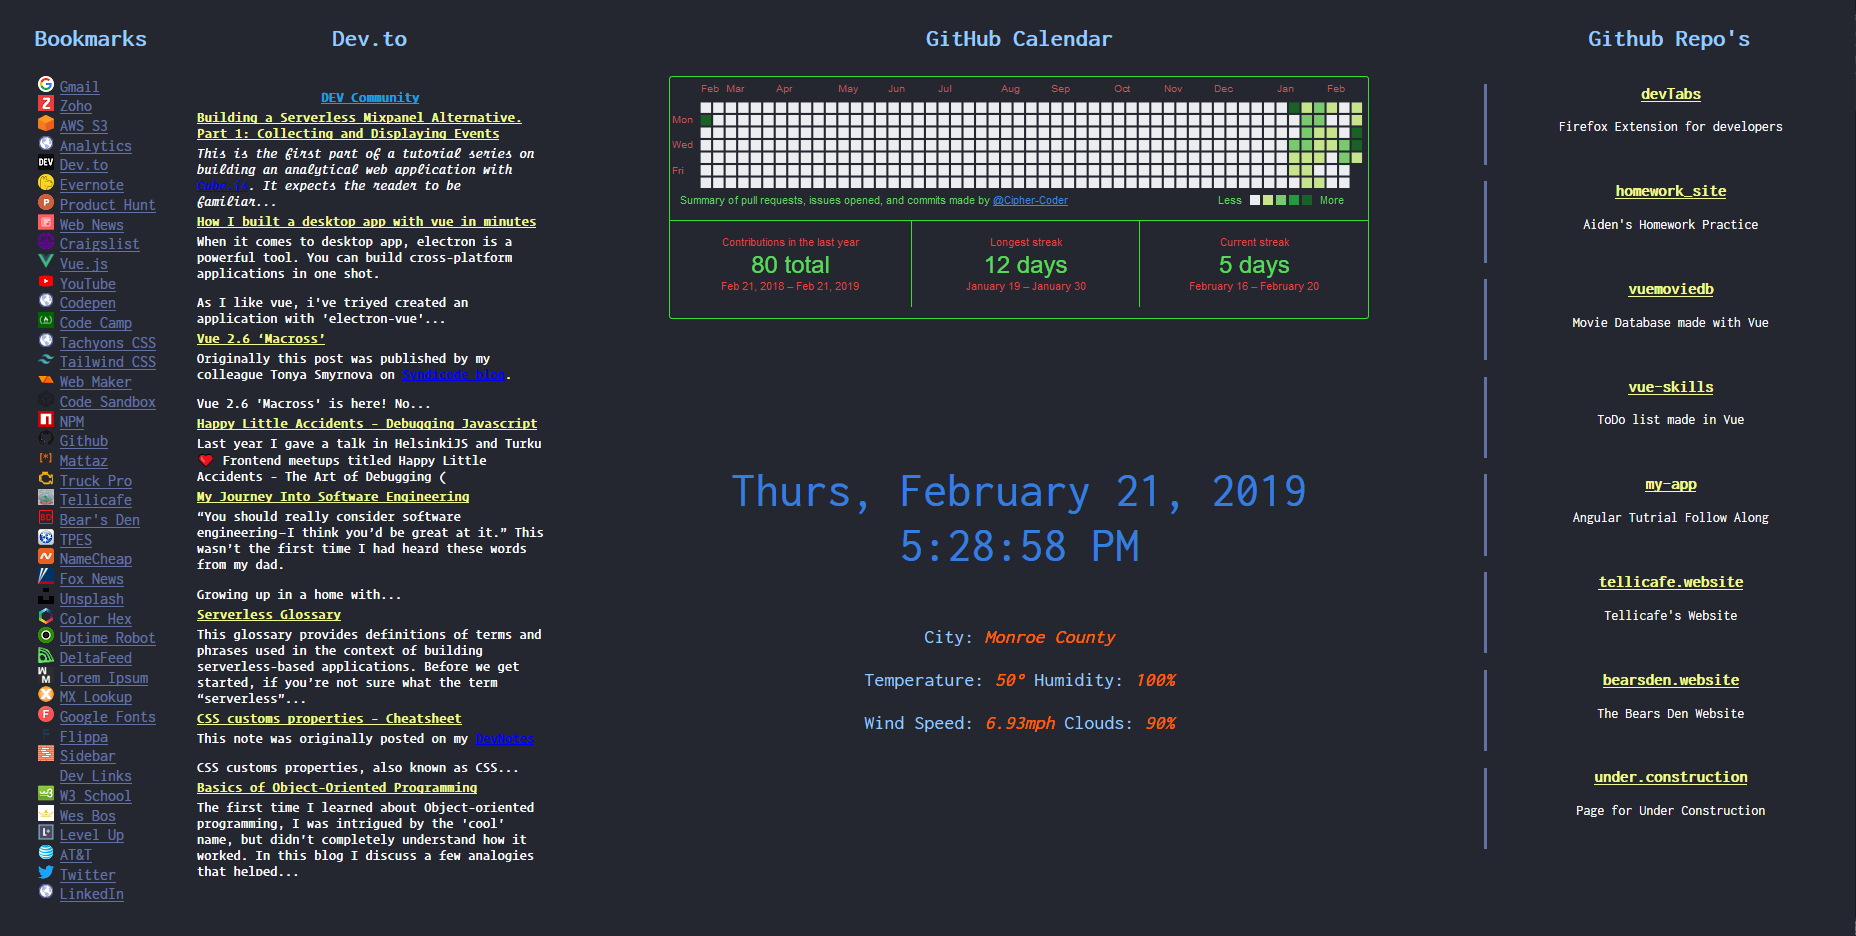 Bookmarks
Gmail
Zoho
AWS S3
Analytics
Dev.to
Evernote
Product Hunt
Web News
Craigslist
Vue.js
YouTube
Codepen
Code Camp
Tachyons CSS
Tailwind CSS
Web Maker
Code Sandbox
NPM
Github
Mattaz
Truck Pro
Tellicafe
Bear's Den
TPES
NameCheap
Fox News
Unsplash
Color Hex
Uptime Robot
DeltaFeed
Lorem Ipsum
MX Lookup
Google Fonts
Flippa
Sidebar
Dev Links
W3 School
Wes Bos
Level Up
AT&T
Twitter
LinkedIn
Dev.to
DEV Community
Building a Serverless Mixpanel Alternative.
Part 1: Collecting and Displaying Events
This is the first part of a tutorial series on
building an analytical web application with
Cube.js. It expects the reader to be
familiar...
How I built a desktop app with vue in minutes
When it comes to desktop app, electron is a
powerful tool. You can build cross-platform
applications in one shot.
As I like vue, i've triyed created an
application with 'electron-vue'...
Vue 2.6 ‘Macross’
Originally this post was published by my
colleague Tonya Smyrnova on Syndicode blog.
Vue 2.6 'Macross' is here! No...
Happy Little Accidents - Debugging Javascript
Last year I gave a talk in HelsinkiJS and Turku
❤️ Frontend meetups titled Happy Little
Accidents - The Art of Debugging (
My Journey Into Software Engineering
“You should really consider software
engineering—I think you’d be great at it.” This
wasn’t the first time I had heard these words
from my dad.
Growing up in a home with...
Serverless Glossary
This glossary provides definitions of terms and
phrases used in the context of building
serverless-based applications. Before we get
started, if you’re not sure what the term
“serverless”...
CSS customs properties - Cheatsheet
This note was originally posted on my DevNotes
CSS customs properties, also known as CSS...
Basics of Object-Oriented Programming
The first time I learned about Object-oriented
programming, I was intrigued by the 'cool'
name, but didn't completely understand how it
worked. In this blog I discuss a few analogies
that helped...
GitHub Calendar
Feb Mar Apr May Jun Jul Aug Sep Oct Nov Dec Jan Feb
Mon
Wed
Fri
Summary of pull requests, issues opened, and commits made by @Cipher-Coder
Less More
Contributions in the last year
80 total
Feb 21, 2018 – Feb 21, 2019
Longest streak
12 days
January 19 – January 30
Current streak
5 days
February 16 – February 20
Thurs, February 21, 2019
5:28:58 PM
City: Monroe County
Temperature: 50° Humidity: 100%
Wind Speed: 6.93mph Clouds: 90%
Github Repo's
devTabs
Firefox Extension for developers
homework_site
Aiden's Homework Practice
vuemoviedb
Movie Database made with Vue
vue-skills
ToDo list made in Vue
my-app
Angular Tutrial Follow Along
tellicafe.website
Tellicafe's Website
bearsden.website
The Bears Den Website
under.construction
Page for Under Construction